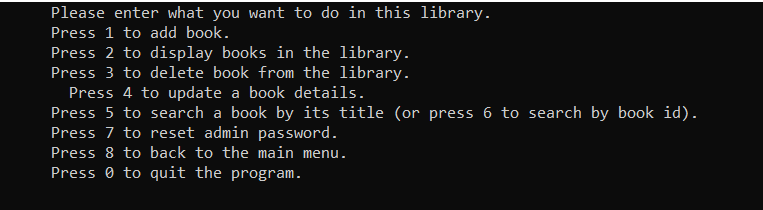 Please enter what you want to do in this library.
Press 1 to add book.
Press 2 to display books in the library.
Press 3 to delete book from the library.
Press 4 to update a book details.
Press 5 to search a book by its title (or press 6 to search by book id).
Press 7 to reset admin password.
Press 8 to back to the main menu.
Press 0 to quit the program.